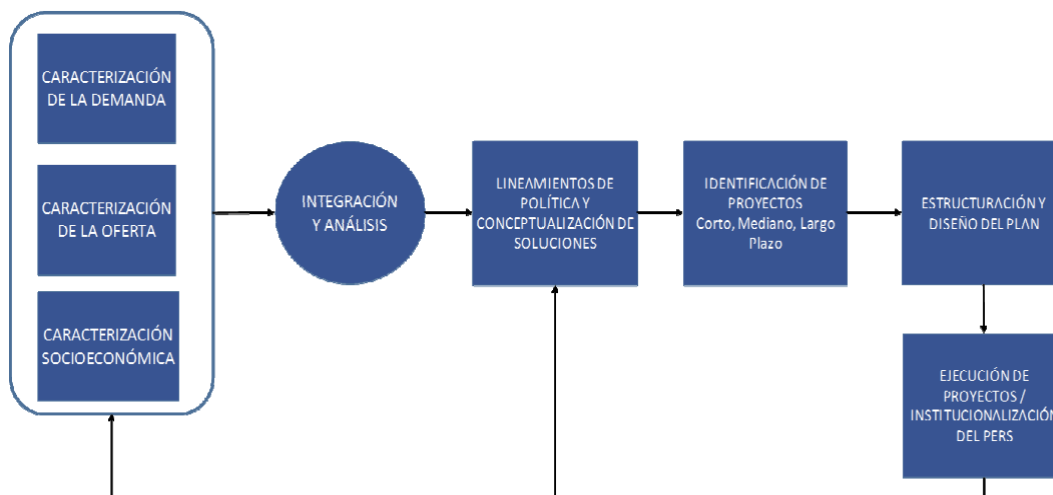 CARACTERIZACIÓN
DE LA DEMANDA
CARACTERIZACIÓN
DE LA OFERTA
CARACTERIZACIÓN
SOCIOECONÓMICA
INTEGRACIÓN
Y ANÁLISIS
LINEAMIENTOS DE
POLÍTICA Y
CONCEPTUALIZACIÓN DE
SOLUCIONES
IDENTIFICACIÓN DE
PROYECTOS
Corto, Mediano, Largo
Plazo
ESTRUCTURACIÓN Y
DISEÑO DEL PLAN
EJECUCIÓN DE
PROYECTOS /
INSTITUCIONALIZACIÓN
DEL PERS